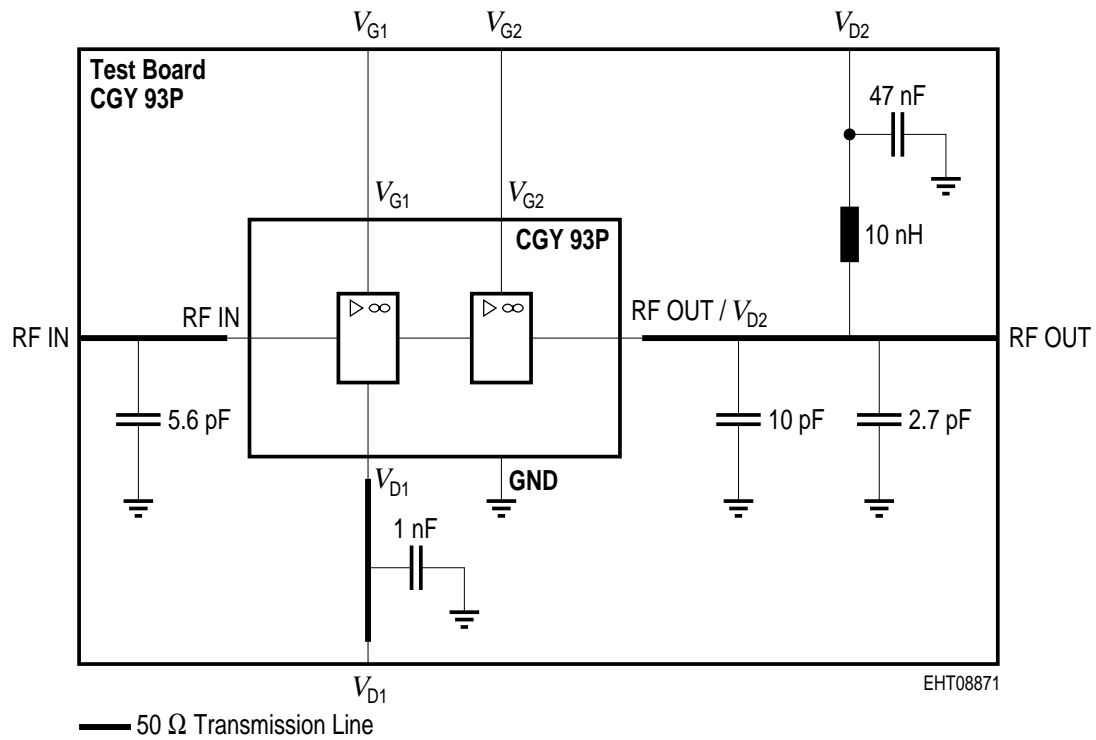 V_G1 V_G2 V_D2
Test Board
CGY 93P
47 nF
V_G1 V_G2
CGY 93P
10 nH
▷ ∞ ▷ ∞
RF IN RF IN RF OUT / V_D2 RF OUT
5.6 pF 10 pF 2.7 pF
V_D1 GND
1 nF
V_D1
EHT08871
50 Ω Transmission Line